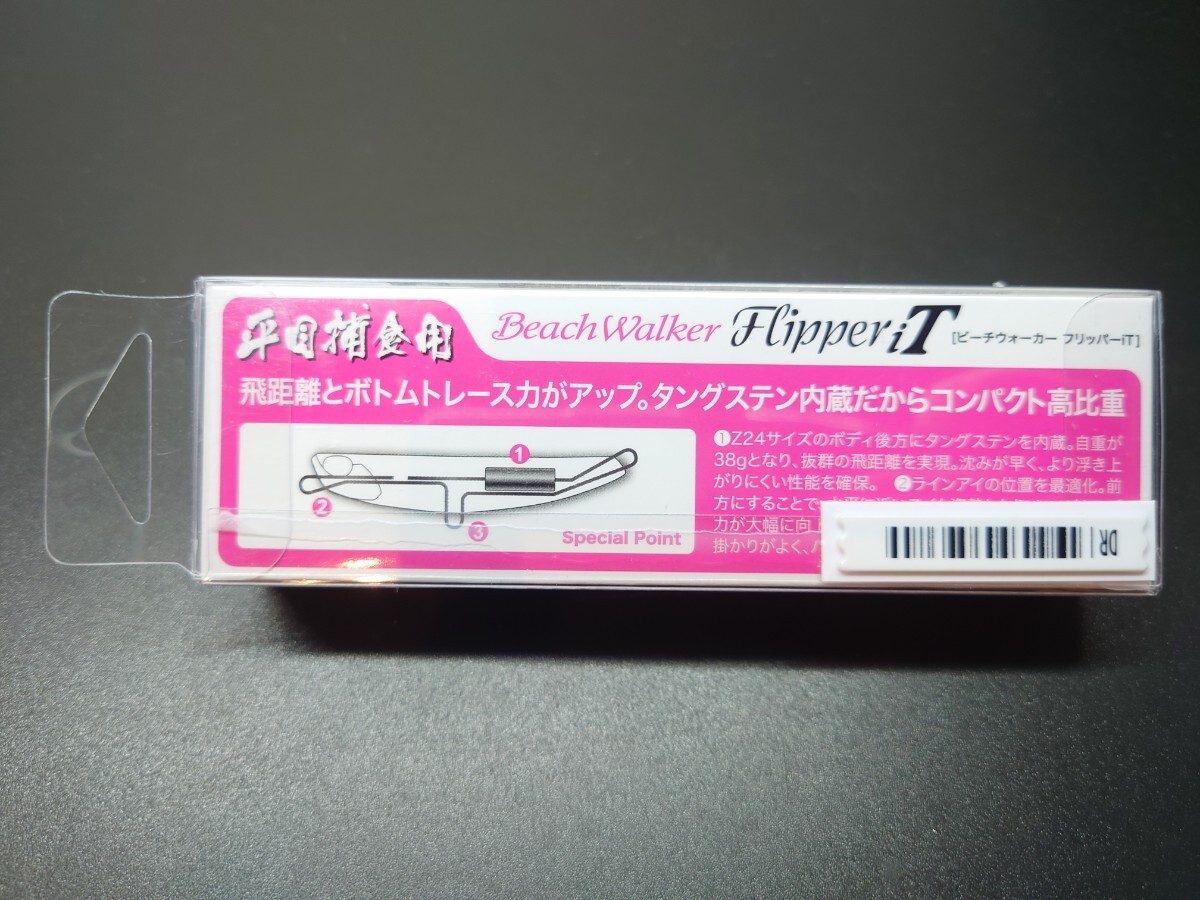 平目捕食用
BeachWalker FlipperiT [ビーチウォーカー フリッパーiT]
飛距離とボトムトレース力がアップ。タングステン内蔵だからコンパクト高比重
❶
❷
❸
Special Point
❶Z24サイズのボディ後方にタングステンを内蔵。自重が
38gとなり、抜群の飛距離を実現。沈みが早く、より浮き上
がりにくい性能を確保。 ❷ラインアイの位置を最適化。前
方にすることで、
力が大幅に向
掛かりがよく、
DR